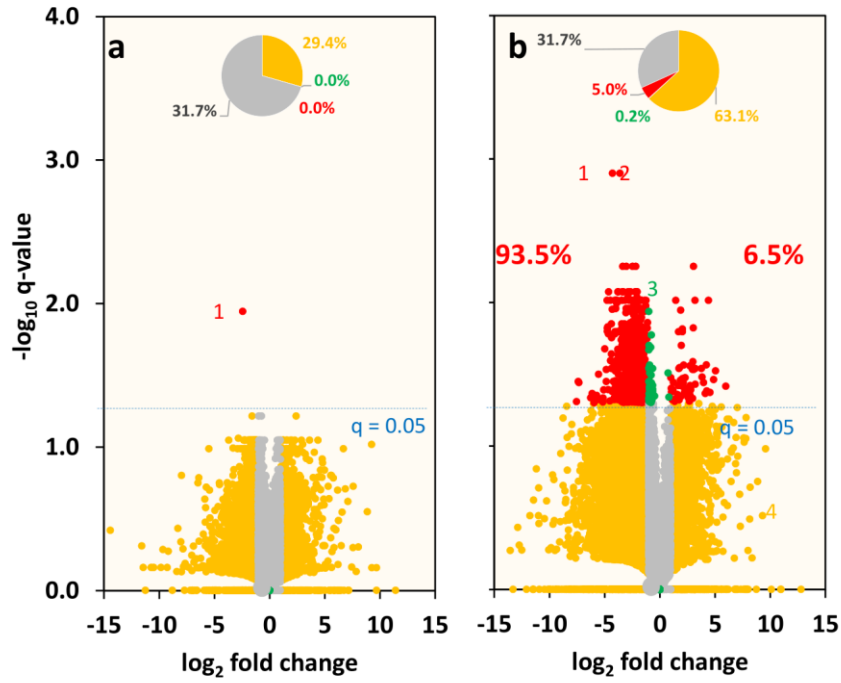 a
29.4%
0.0%
0.0%
31.7%
4.0
3.0
2.0
1.0
0.0
-log10 q-value
1
q = 0.05
-15 -10 -5 0 5 10 15
log2 fold change
b
31.7%
5.0%
0.2%
63.1%
1 2
93.5% 6.5%
3
q = 0.05
4
-15 -10 -5 0 5 10 15
log2 fold change